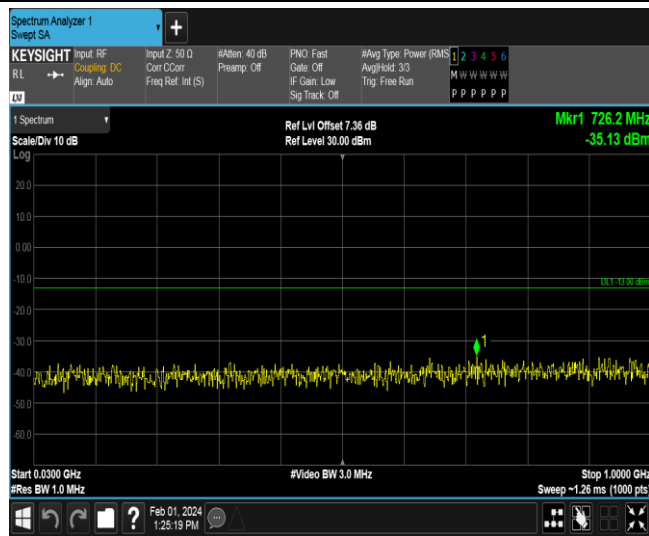 Spectrum Analyzer 1
Swept SA
+
KEYSIGHT
RL
LXI
Input: RF
Coupling: DC
Align: Auto
Input Z: 50 Ω
Corr CCorr
Freq Ref: Int (S)
#Atten: 40 dB
Preamp: Off
PNO: Fast
Gate: Off
IF Gain: Low
Sig Track: Off
#Avg Type: Power (RMS
Avg|Hold: 3/3
Trig: Free Run
1 2 3 4 5 6
M W W W W W
P P P P P P
1 Spectrum
Scale/Div 10 dB
Log
Ref Lvl Offset 7.36 dB
Ref Level 30.00 dBm
Mkr1 726.2 MHz
-35.13 dBm
20.0
10.0
0.00
-10.0
DL1 -13.00 dBm
-20.0
-30.0
1
-40.0
-50.0
-60.0
Start 0.0300 GHz
#Video BW 3.0 MHz
Stop 1.0000 GHz
#Res BW 1.0 MHz
Sweep ~1.26 ms (1000 pts)
?
Feb 01, 2024
1:25:19 PM